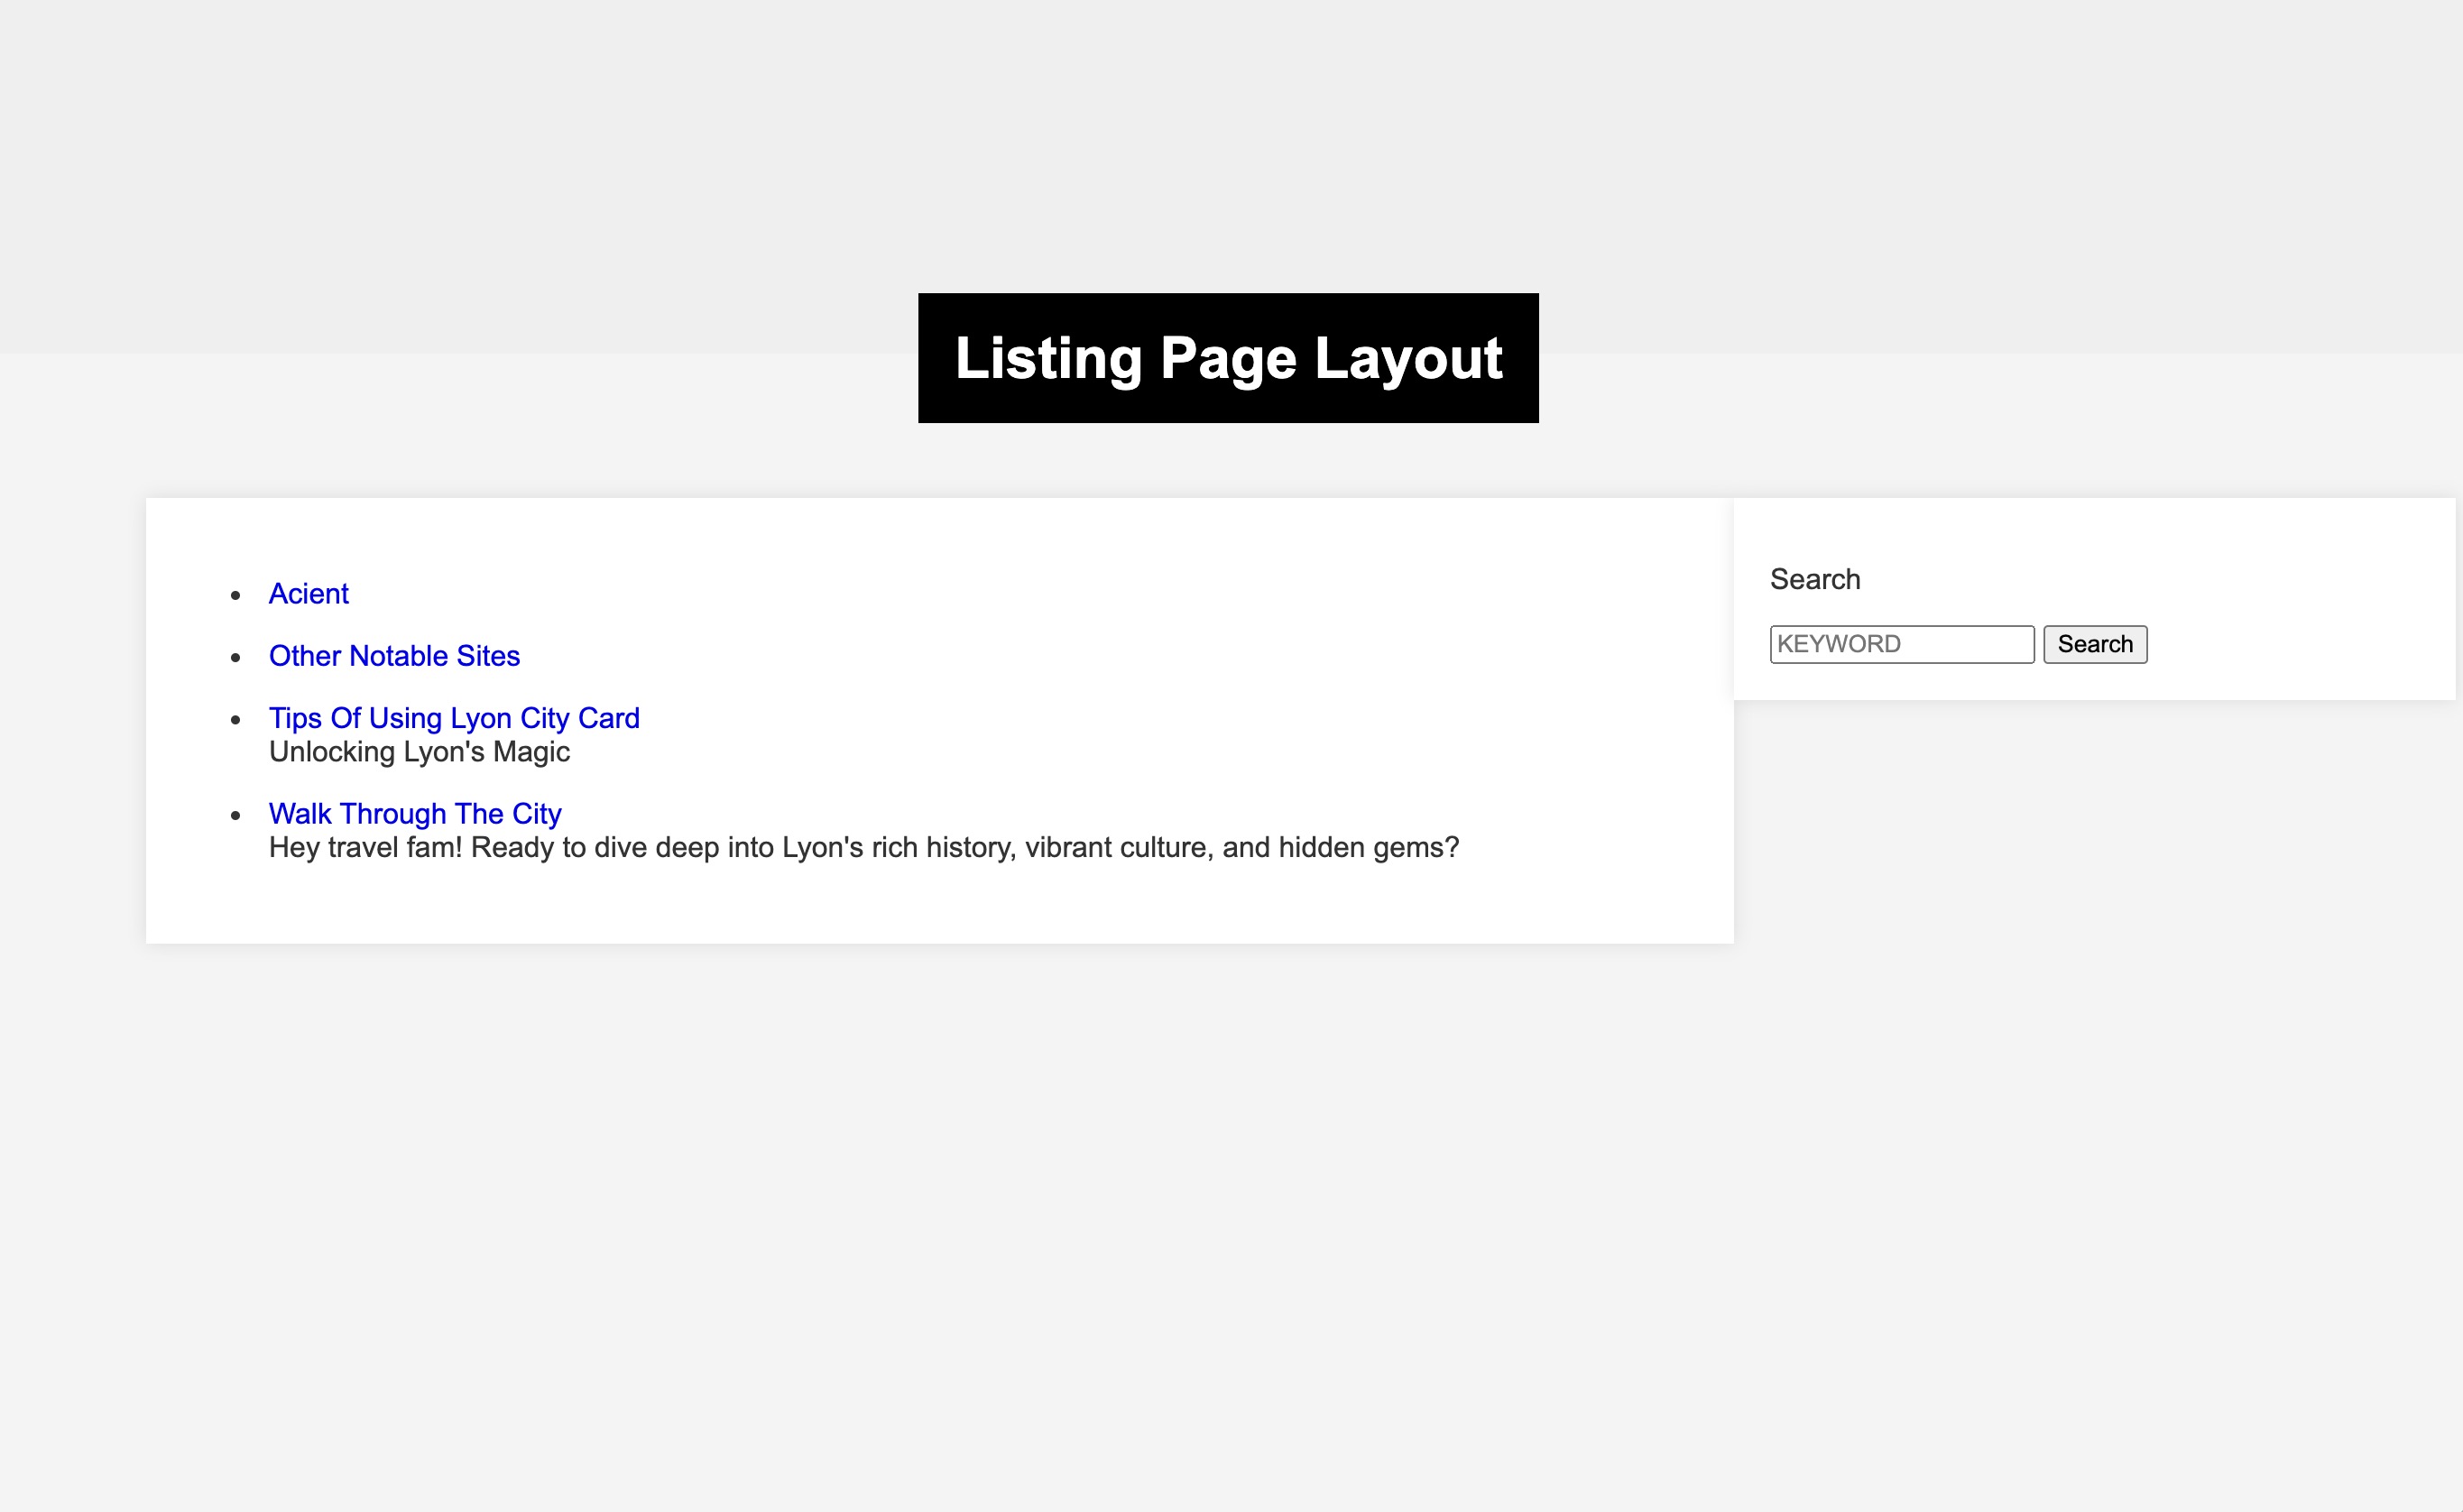 Listing Page Layout
Acient
Other Notable Sites
Tips Of Using Lyon City Card
Unlocking Lyon's Magic
Walk Through The City
Hey travel fam! Ready to dive deep into Lyon's rich history, vibrant culture, and hidden gems?
Search
KEYWORD Search